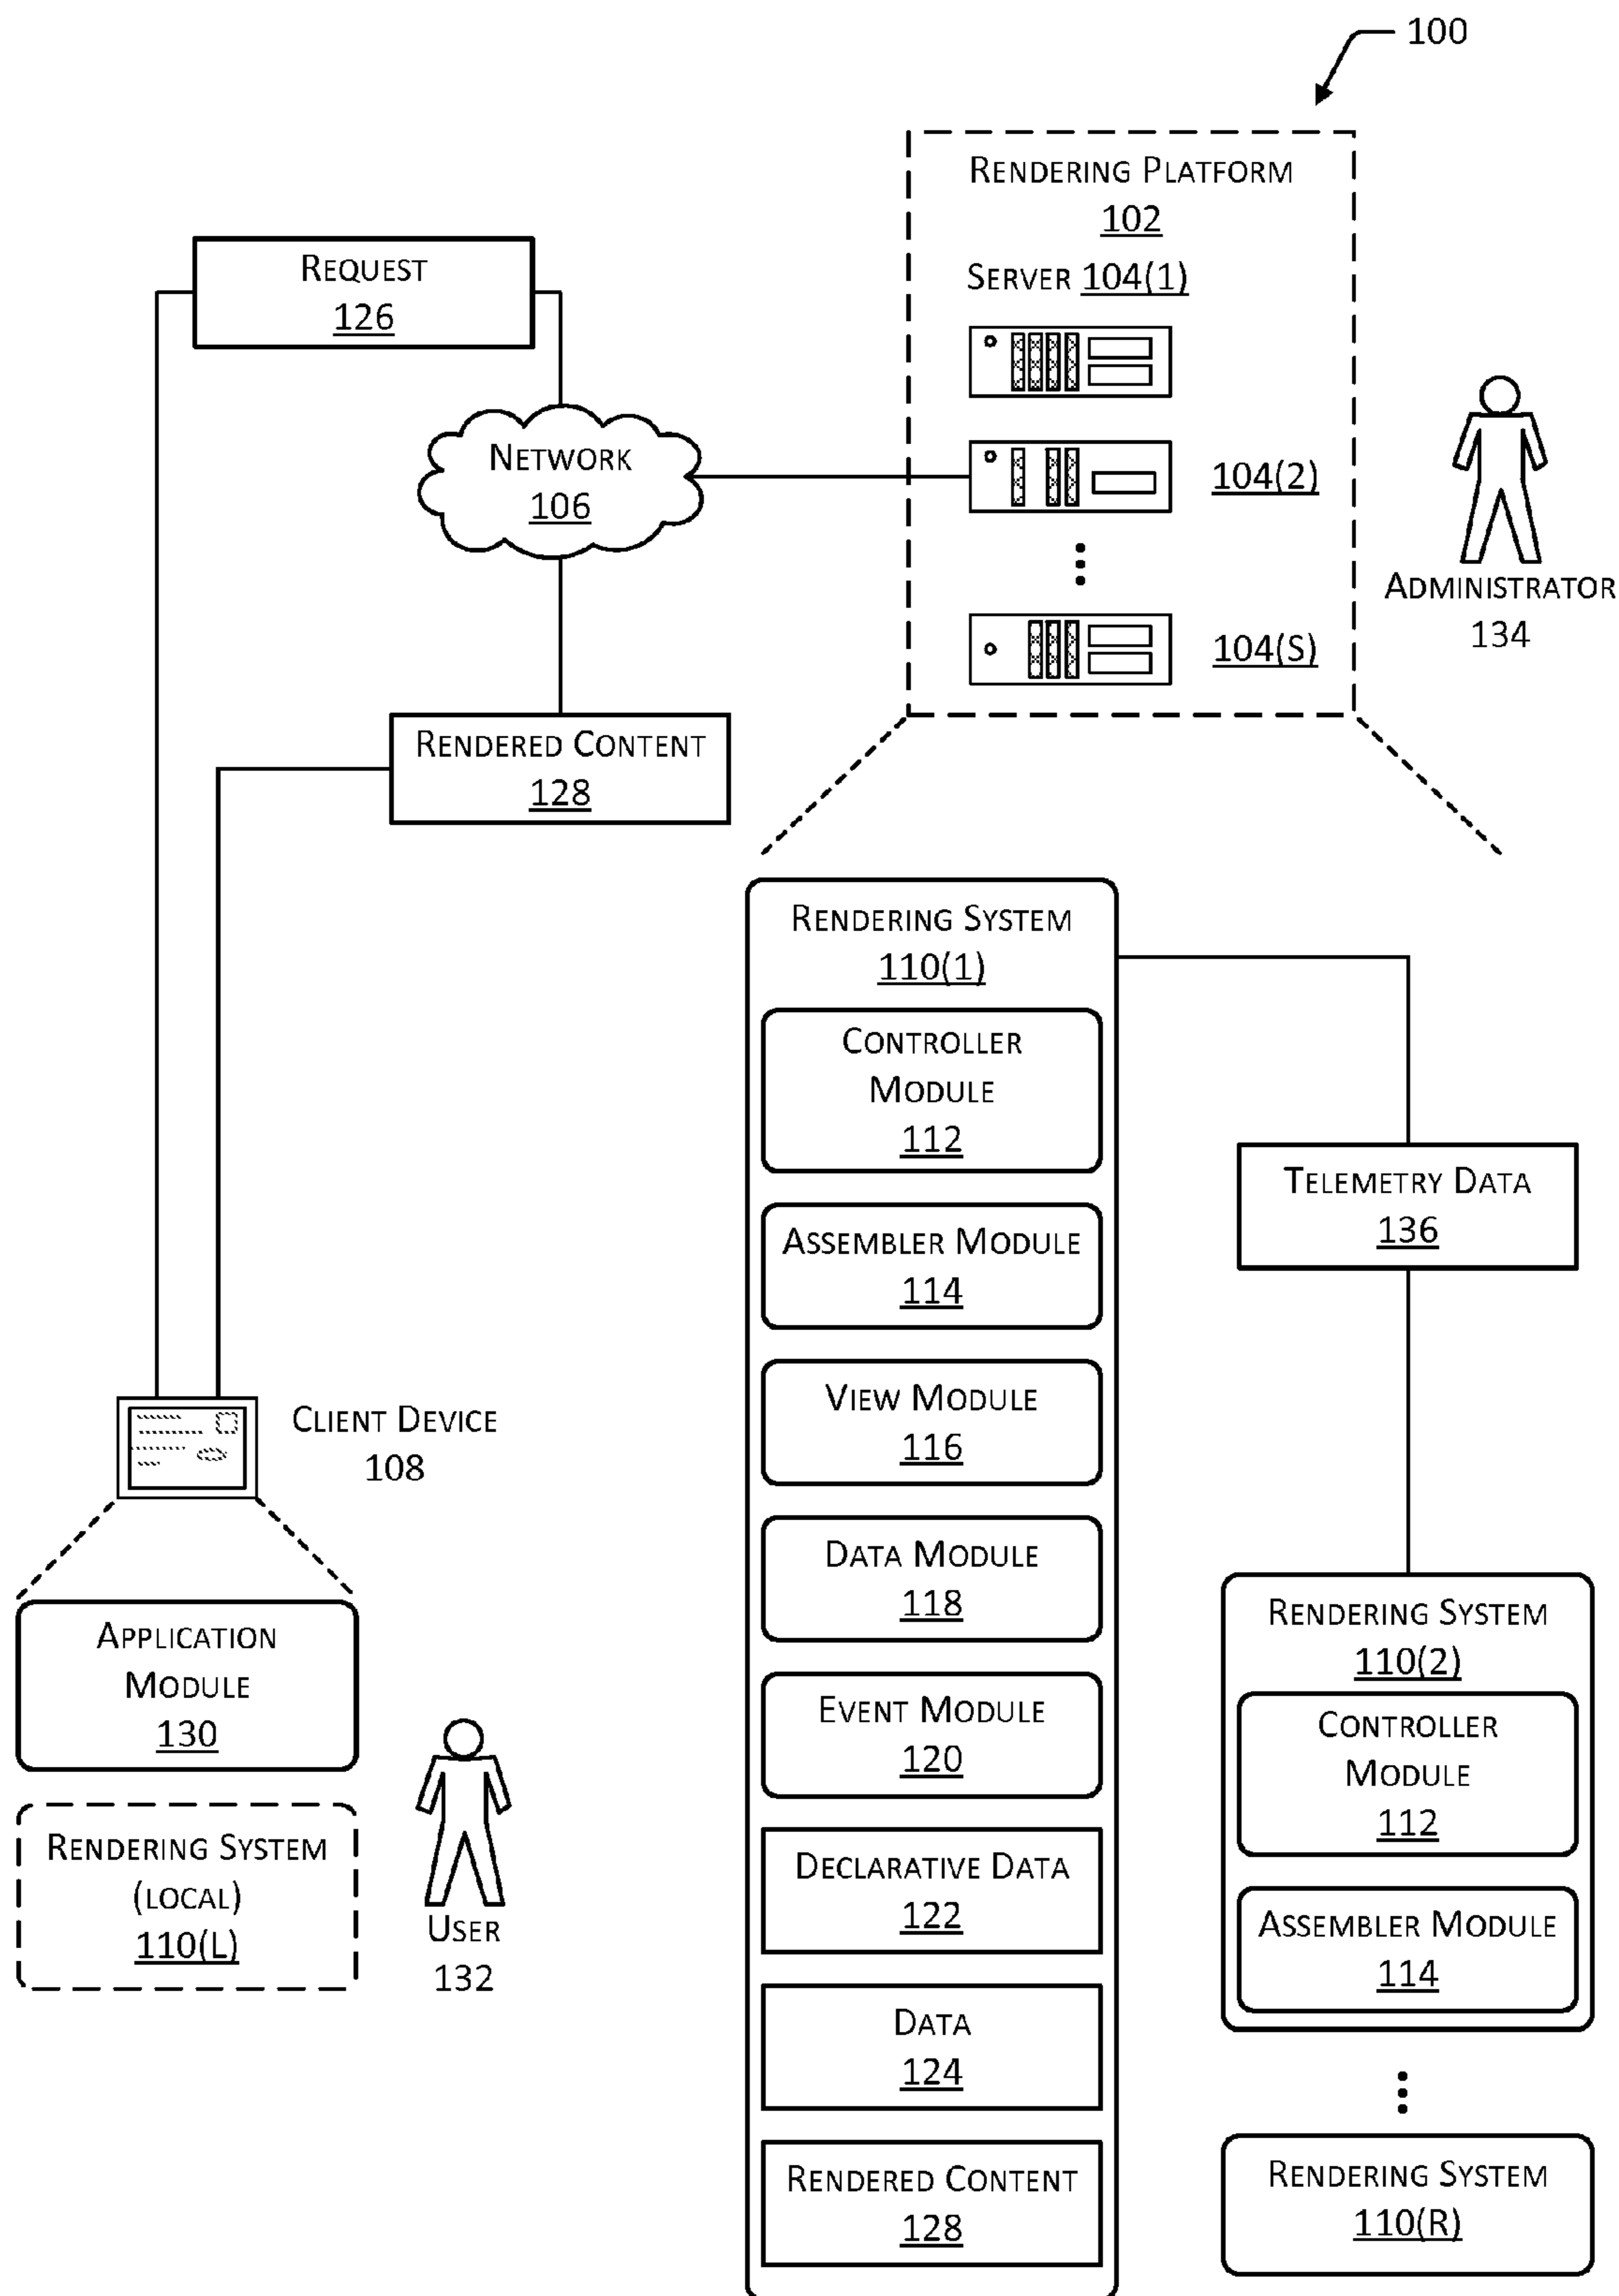 100
RENDERING PLATFORM
102
SERVER 104(1)
104(2)
104(S)
ADMINISTRATOR
134
REQUEST
126
NETWORK
106
RENDERED CONTENT
128
RENDERING SYSTEM
110(1)
CONTROLLER
MODULE
112
ASSEMBLER MODULE
114
VIEW MODULE
116
DATA MODULE
118
EVENT MODULE
120
DECLARATIVE DATA
122
DATA
124
RENDERED CONTENT
128
TELEMETRY DATA
136
RENDERING SYSTEM
110(2)
CONTROLLER
MODULE
112
ASSEMBLER MODULE
114
RENDERING SYSTEM
110(R)
CLIENT DEVICE
108
APPLICATION
MODULE
130
RENDERING SYSTEM
(LOCAL)
110(L)
USER
132